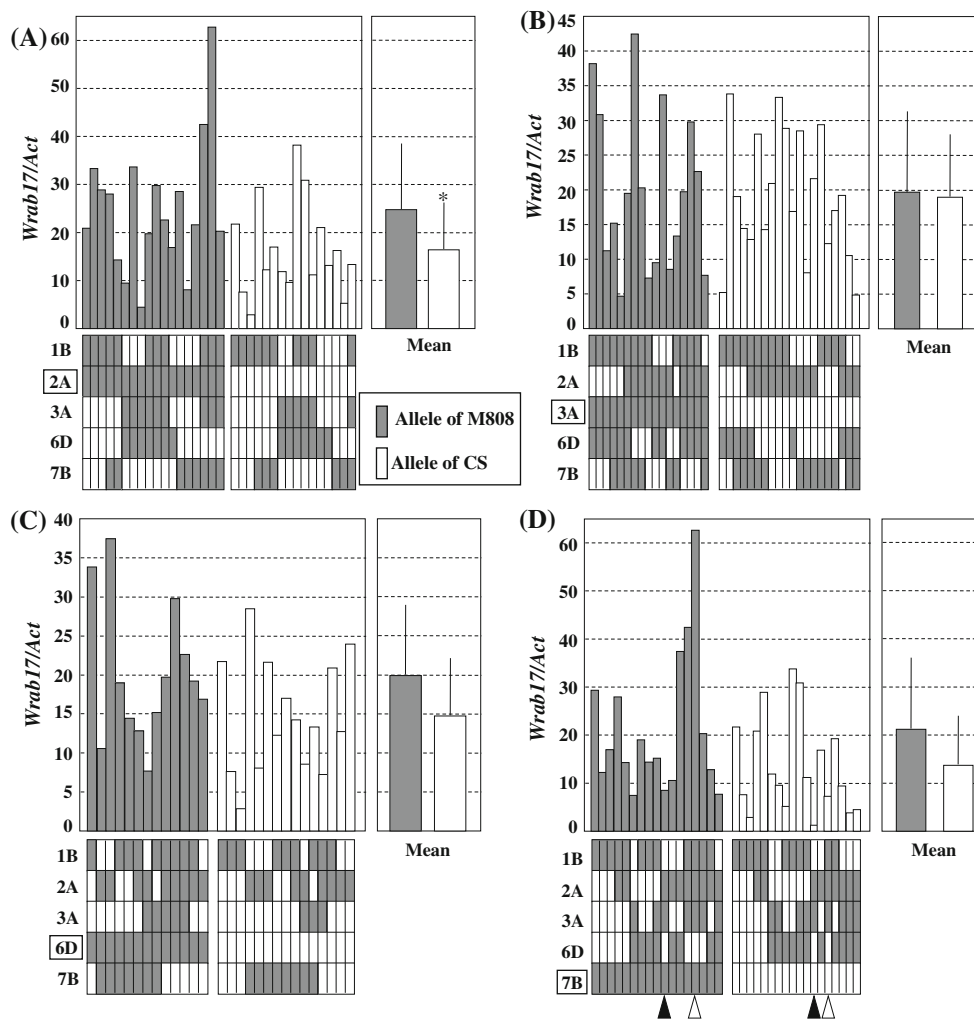 (A)
Wrab17/Act
60
50
40
30
20
10
0
Mean
*
1B
2A
3A
6D
7B
Allele of M808
Allele of CS
(B)
Wrab17/Act
45
40
35
30
25
20
15
10
5
0
Mean
1B
2A
3A
6D
7B
(C)
Wrab17/Act
40
35
30
25
20
15
10
5
0
Mean
1B
2A
3A
6D
7B
(D)
Wrab17/Act
60
50
40
30
20
10
0
Mean
1B
2A
3A
6D
7B